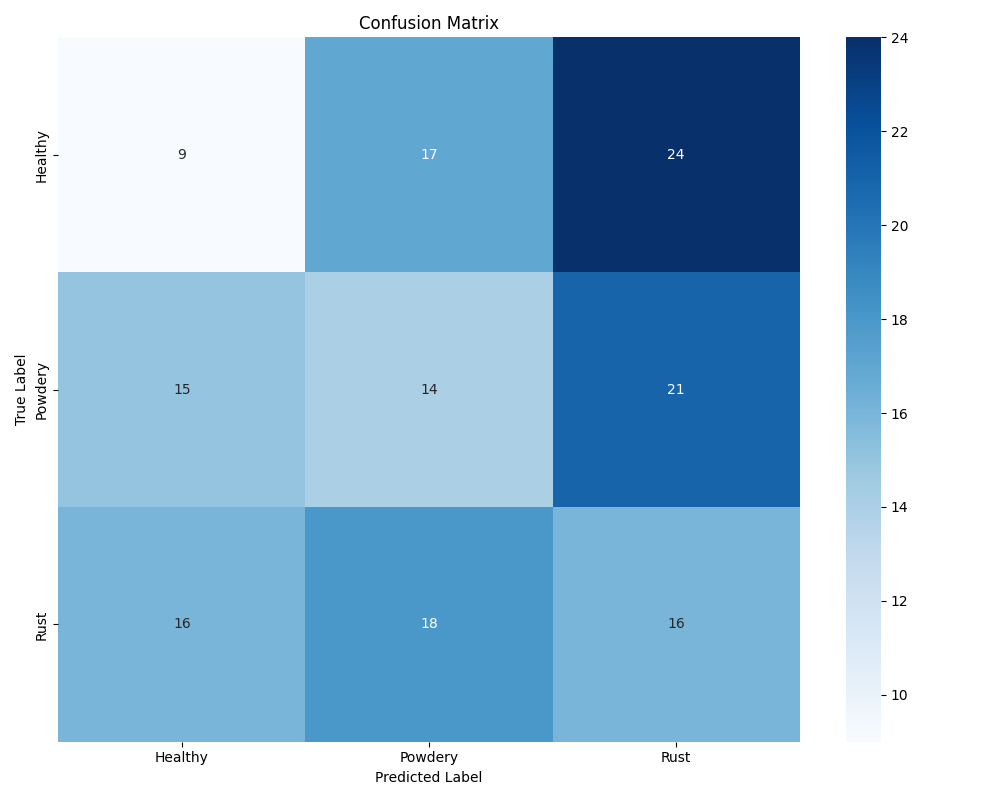 Confusion Matrix
Healthy
9
17
24
Powdery
15
14
21
Rust
16
18
16
True Label
Healthy
Powdery
Rust
Predicted Label
24
22
20
18
16
14
12
10